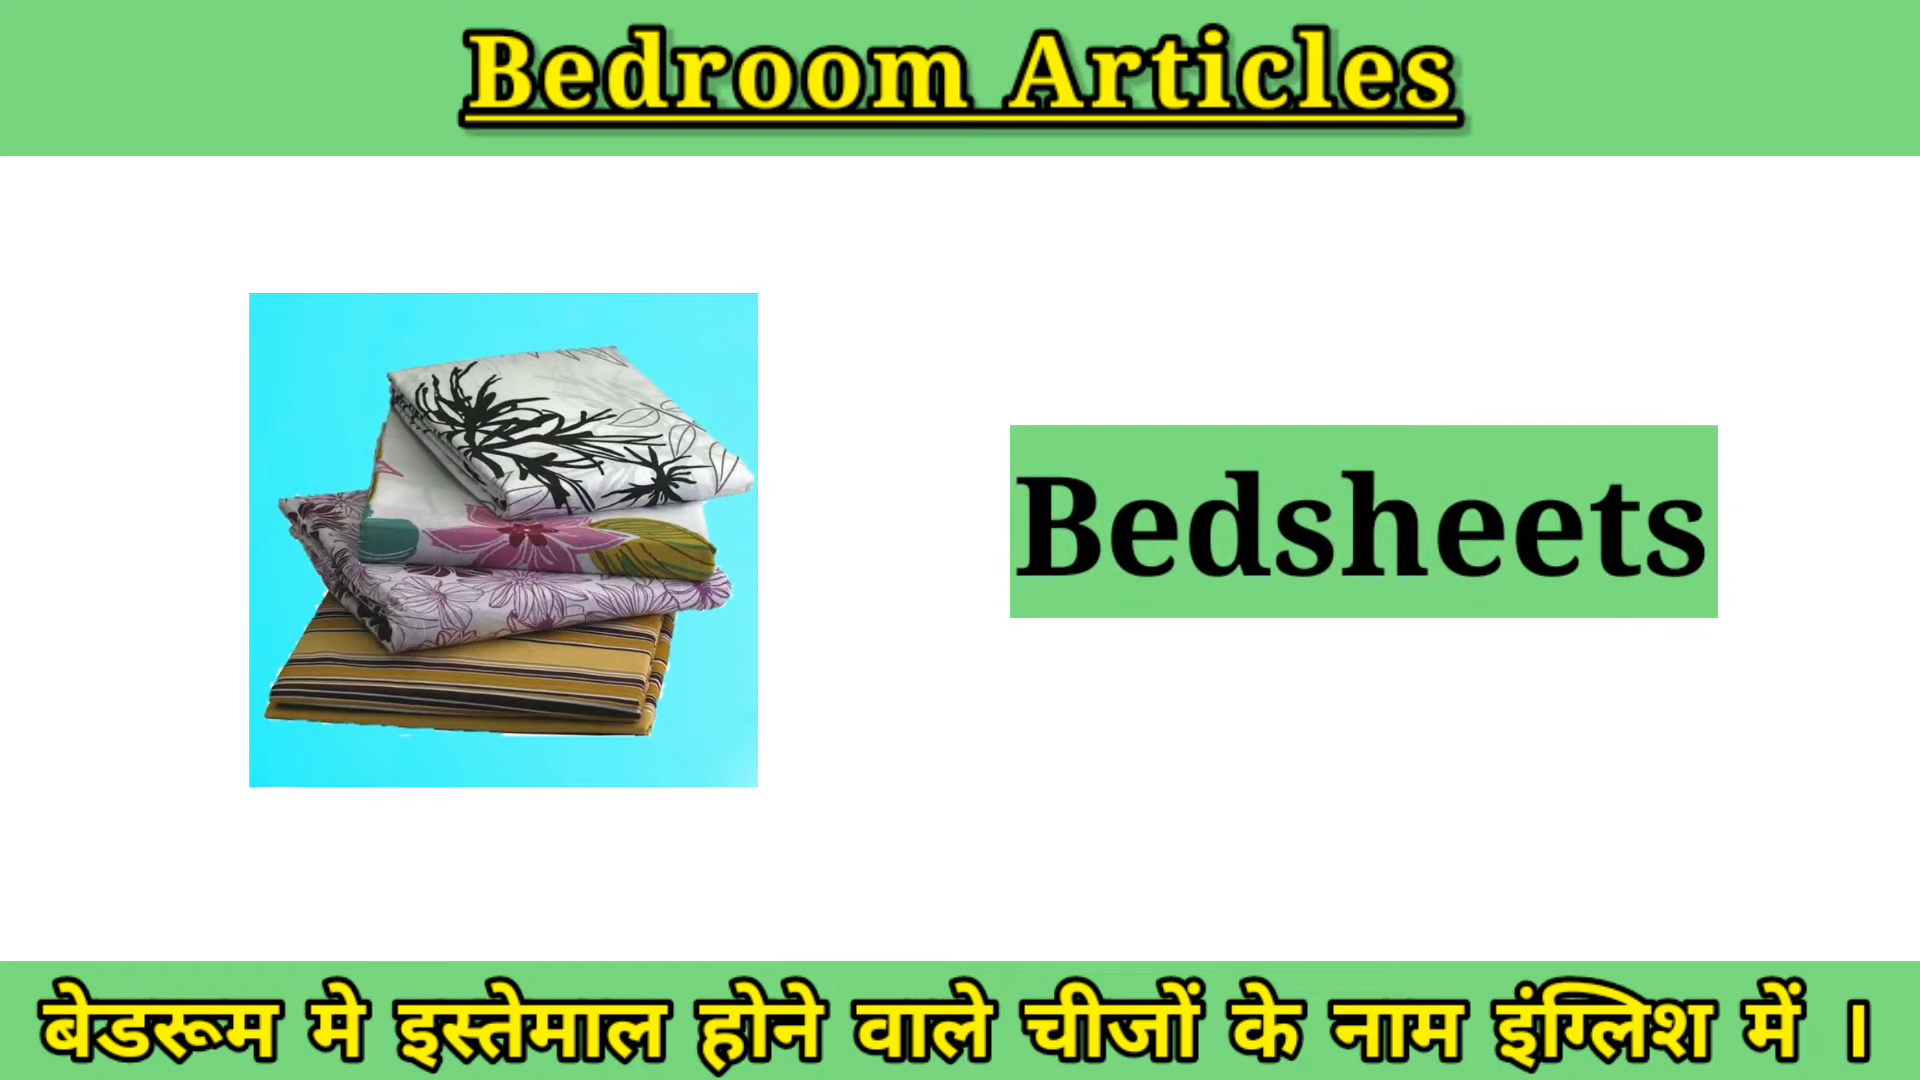 Bedroom Articles
Bedsheets
बेडरूम मे इस्तेमाल होने वाले चीजों के नाम इंग्लिश में ।